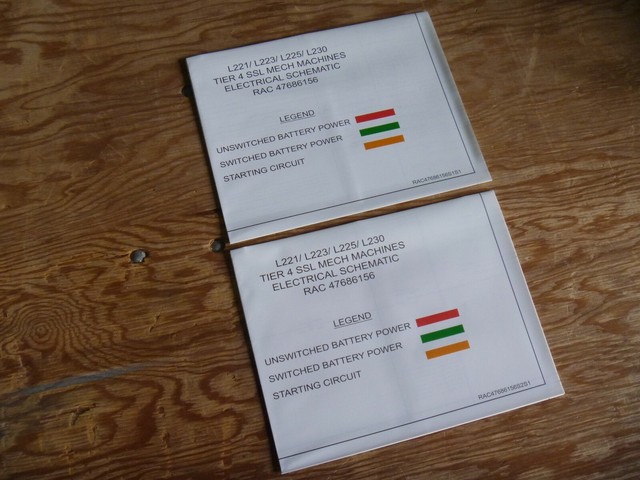 L221/ L223/ L225/ L230
TIER 4 SSL MECH MACHINES
ELECTRICAL SCHEMATIC
RAC 47686156
LEGEND
UNSWITCHED BATTERY POWER
SWITCHED BATTERY POWER
STARTING CIRCUIT
RAC47686156S1S1
L221/ L223/ L225/ L230
TIER 4 SSL MECH MACHINES
ELECTRICAL SCHEMATIC
RAC 47686156
LEGEND
UNSWITCHED BATTERY POWER
SWITCHED BATTERY POWER
STARTING CIRCUIT
RAC47686156S2S1